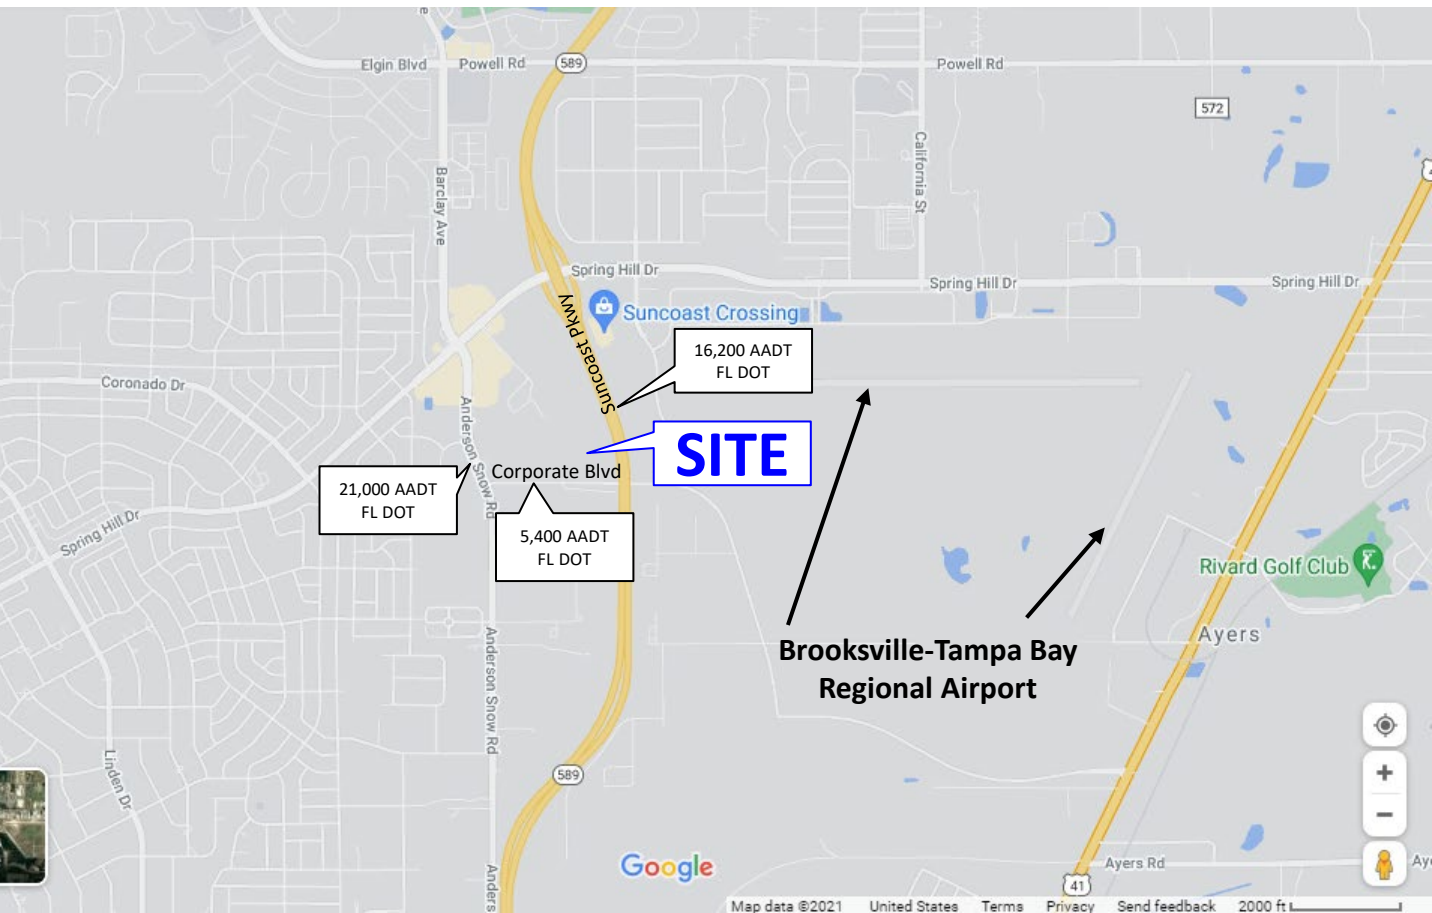 Elgin Blvd
Powell Rd
589
Powell Rd
572
California St
Barclay Ave
4
Spring Hill Dr
Spring Hill Dr
Spring Hill Dr
Suncoast Pkwy
Suncoast Crossing
16,200 AADT
FL DOT
Coronado Dr
Anderson Snow Rd
SITE
Corporate Blvd
21,000 AADT
FL DOT
5,400 AADT
FL DOT
Spring Hill Dr
Rivard Golf Club
Ayers
Brooksville-Tampa Bay
Regional Airport
Anderson Snow Rd
Linden Dr
589
Google
Anders
Ayers Rd
Aye
41
Map data ©2021 United States Terms Privacy Send feedback 2000 ft